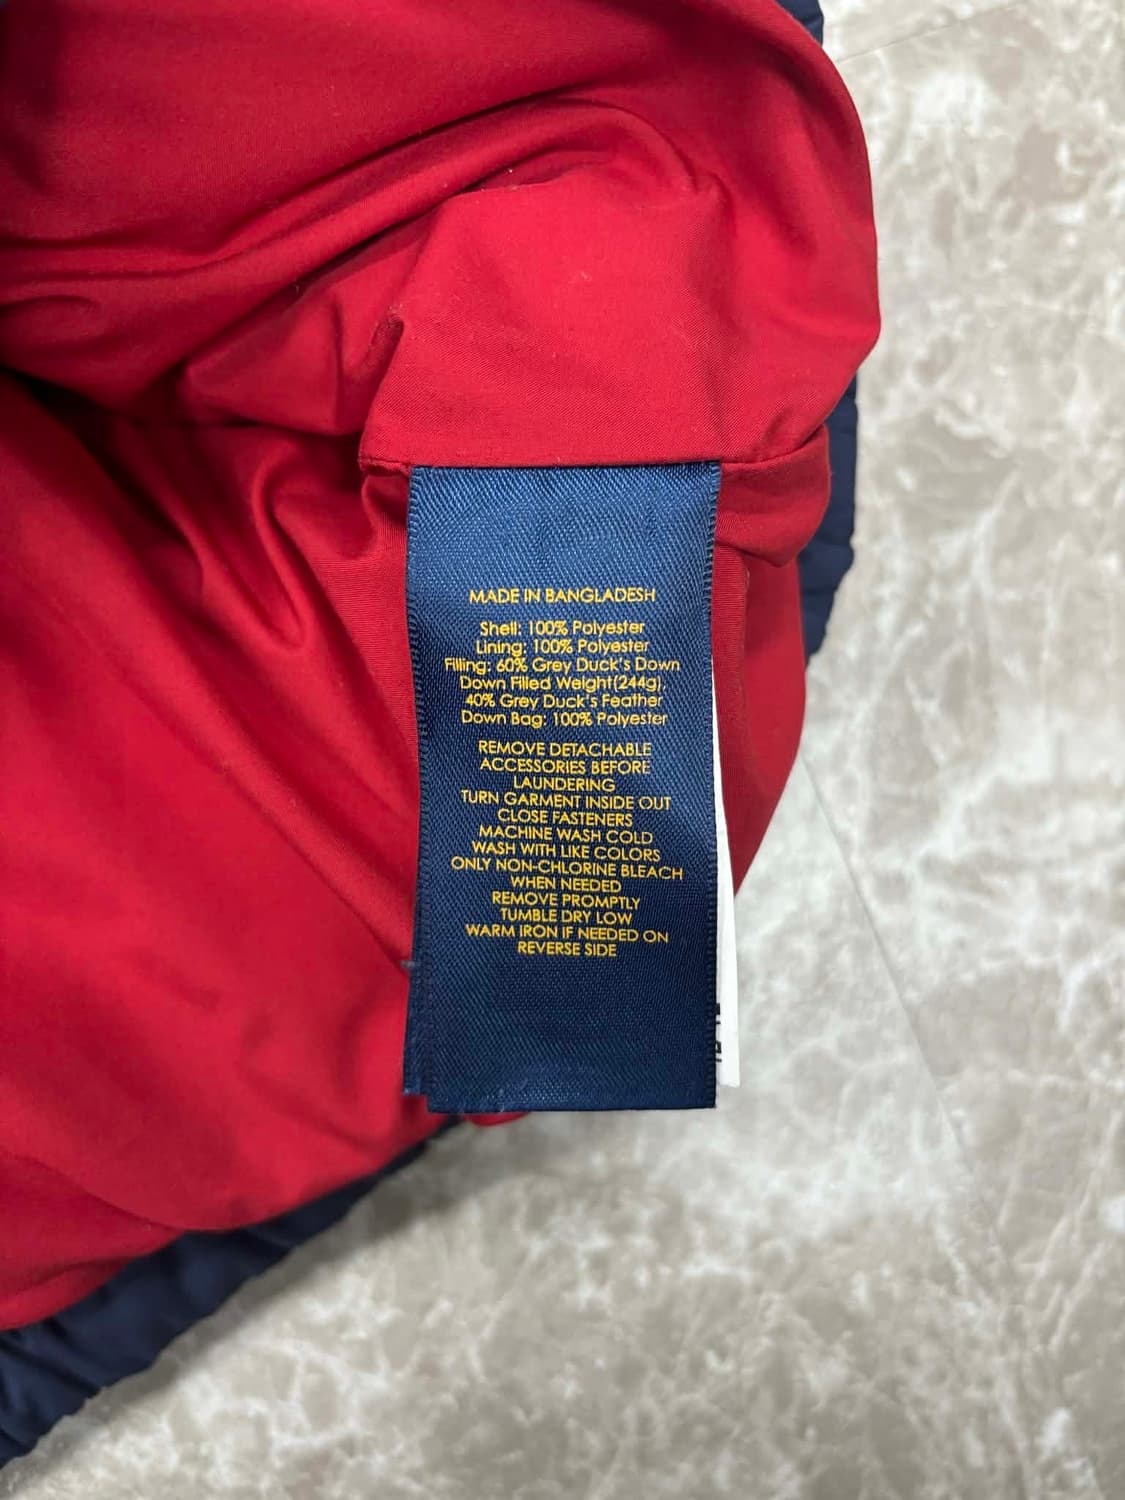 MADE IN BANGLADESH
Shell: 100% Polyester
Lining: 100% Polyester
Filling: 60% Grey Duck's Down
Down Filled Weight(244g)
40% Grey Duck's Feather
Down Bag: 100% Polyester
REMOVE DETACHABLE
ACCESSORIES BEFORE
LAUNDERING
TURN GARMENT INSIDE OUT
CLOSE FASTENERS
MACHINE WASH COLD
WASH WITH LIKE COLORS
ONLY NON-CHLORINE BLEACH
WHEN NEEDED
REMOVE PROMPTLY
TUMBLE DRY LOW
WARM IRON IF NEEDED ON
REVERSE SIDE